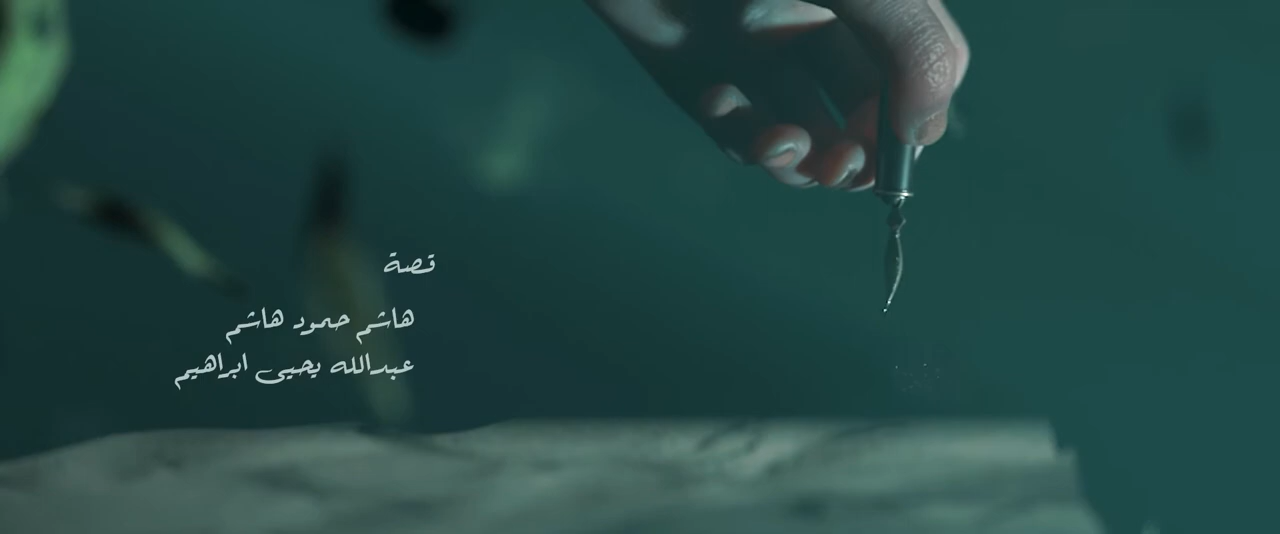 قصة
هاشم حمود هاشم
عبدالله يحيى ابراهيم